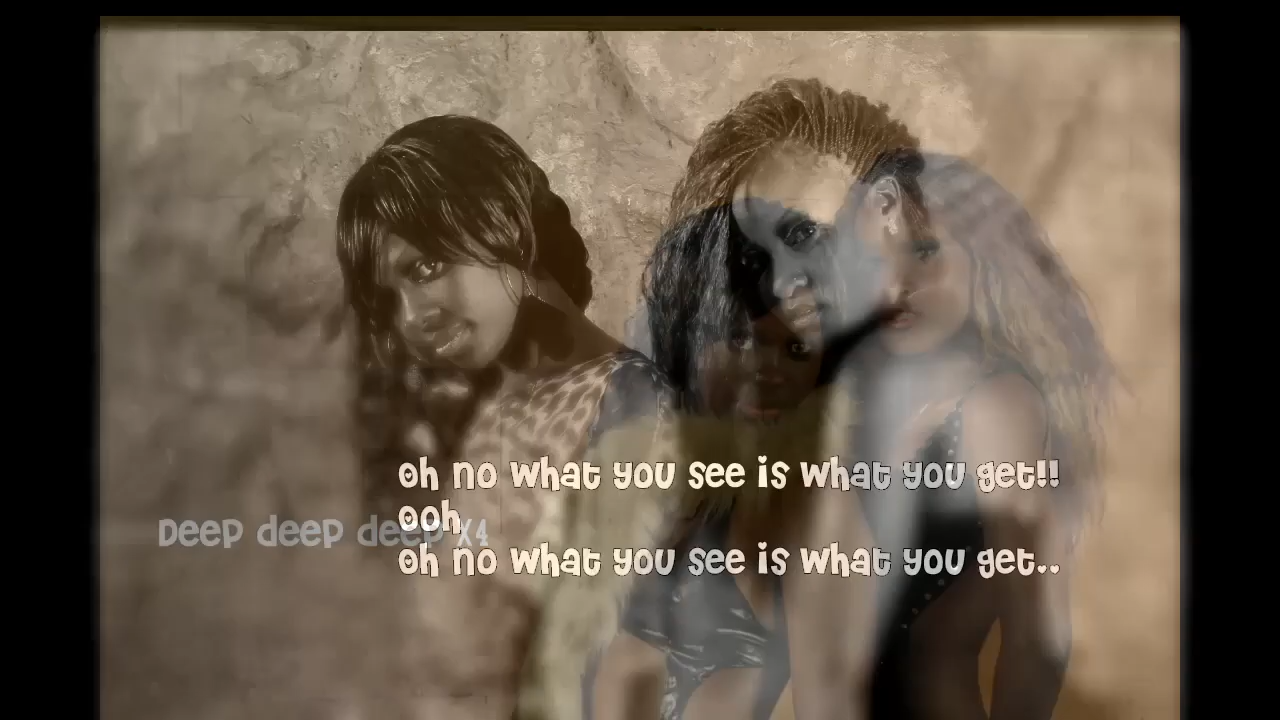 Oh no what you see is what you get!!
Ooh
Deep deep deep x4
Oh no what you see is what you get..